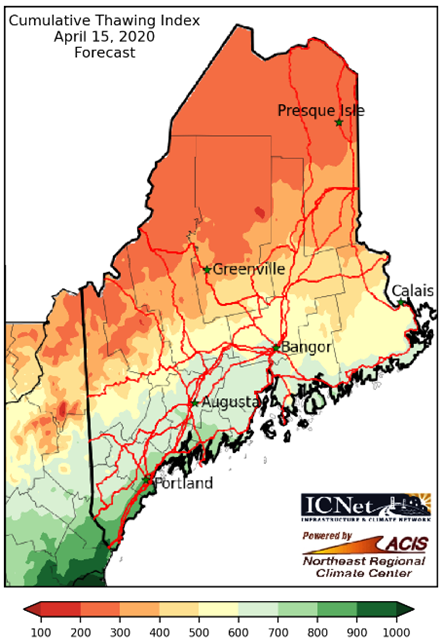 Cumulative Thawing Index
April 15, 2020
Forecast
Presque Isle
Greenville
Calais
Bangor
Augusta
Portland
ICNet
INFRASTRUCTURE & CLIMATE NETWORK
Powered by
ACIS
Northeast Regional
Climate Center
100 200 300 400 500 600 700 800 900 1000